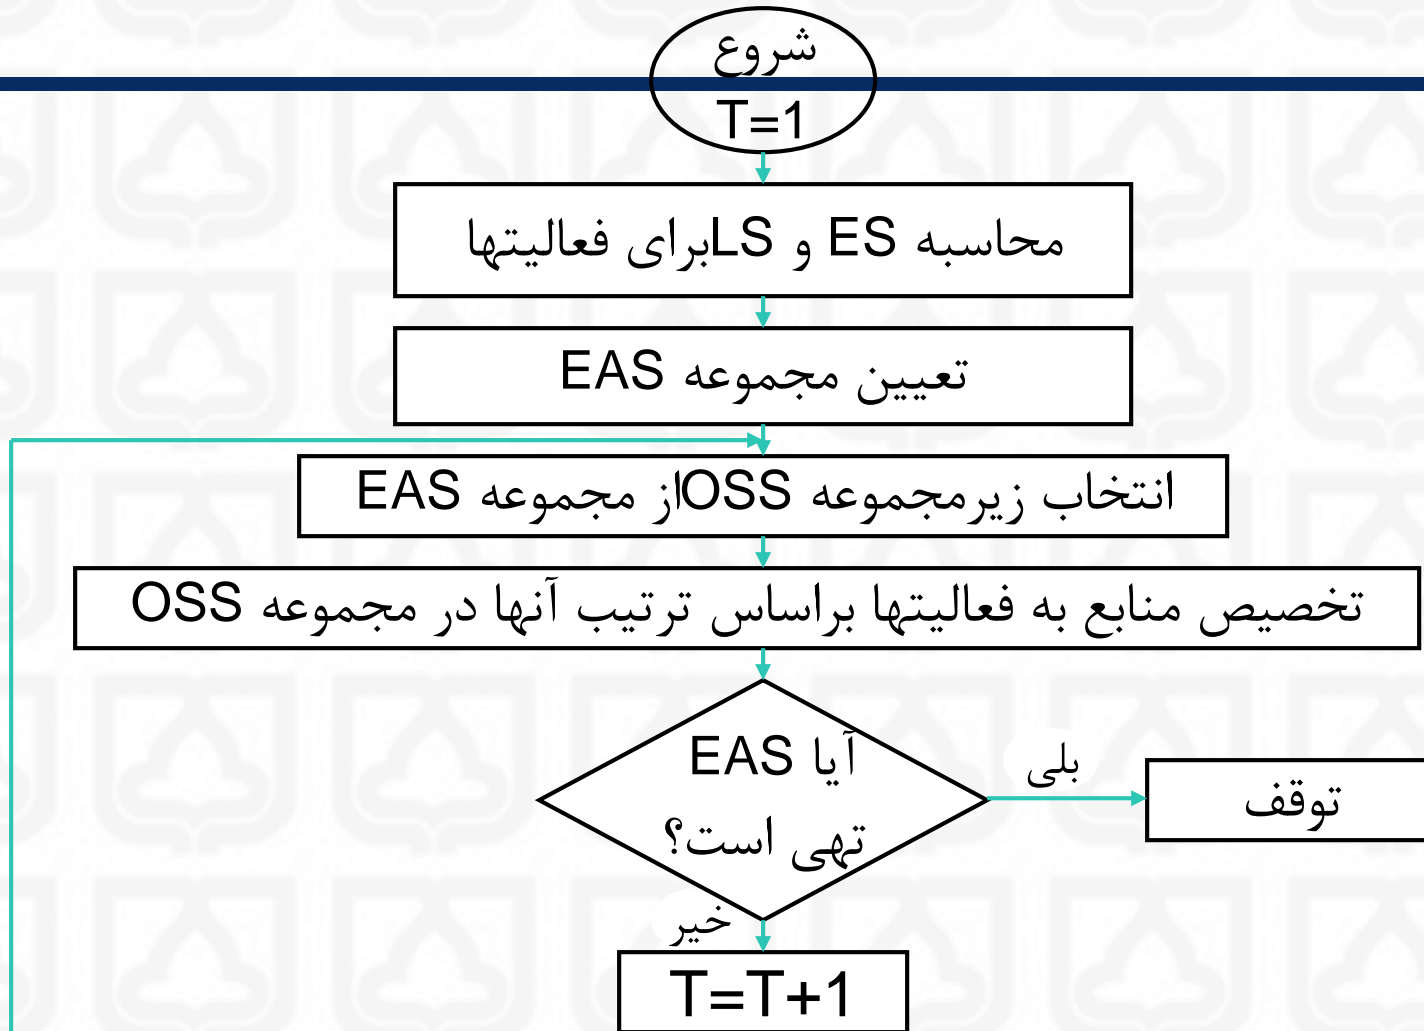 شروع
T=1
محاسبه ES و LSبرای فعالیتها
تعیین مجموعه EAS
انتخاب زیرمجموعه OSSاز مجموعه EAS
تخصیص منابع به فعالیتها براساس ترتیب آنها در مجموعه OSS
آیا EAS
تهی است؟
بلی
توقف
خیر
T=T+1